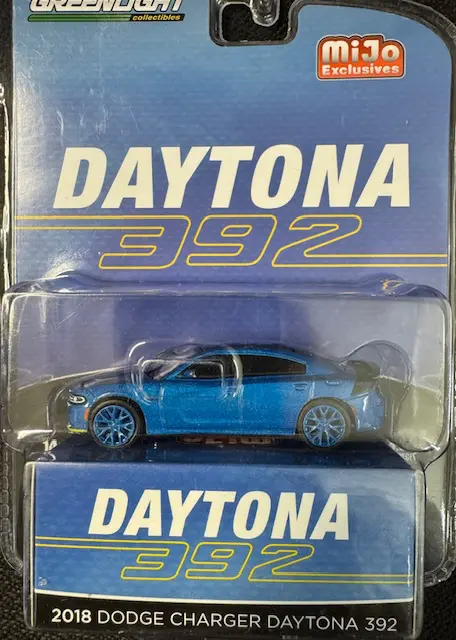 GREENLIGHT
collectibles
MiJo
Exclusives
DAYTONA
392
DAYTONA
392
2018 DODGE CHARGER DAYTONA 392